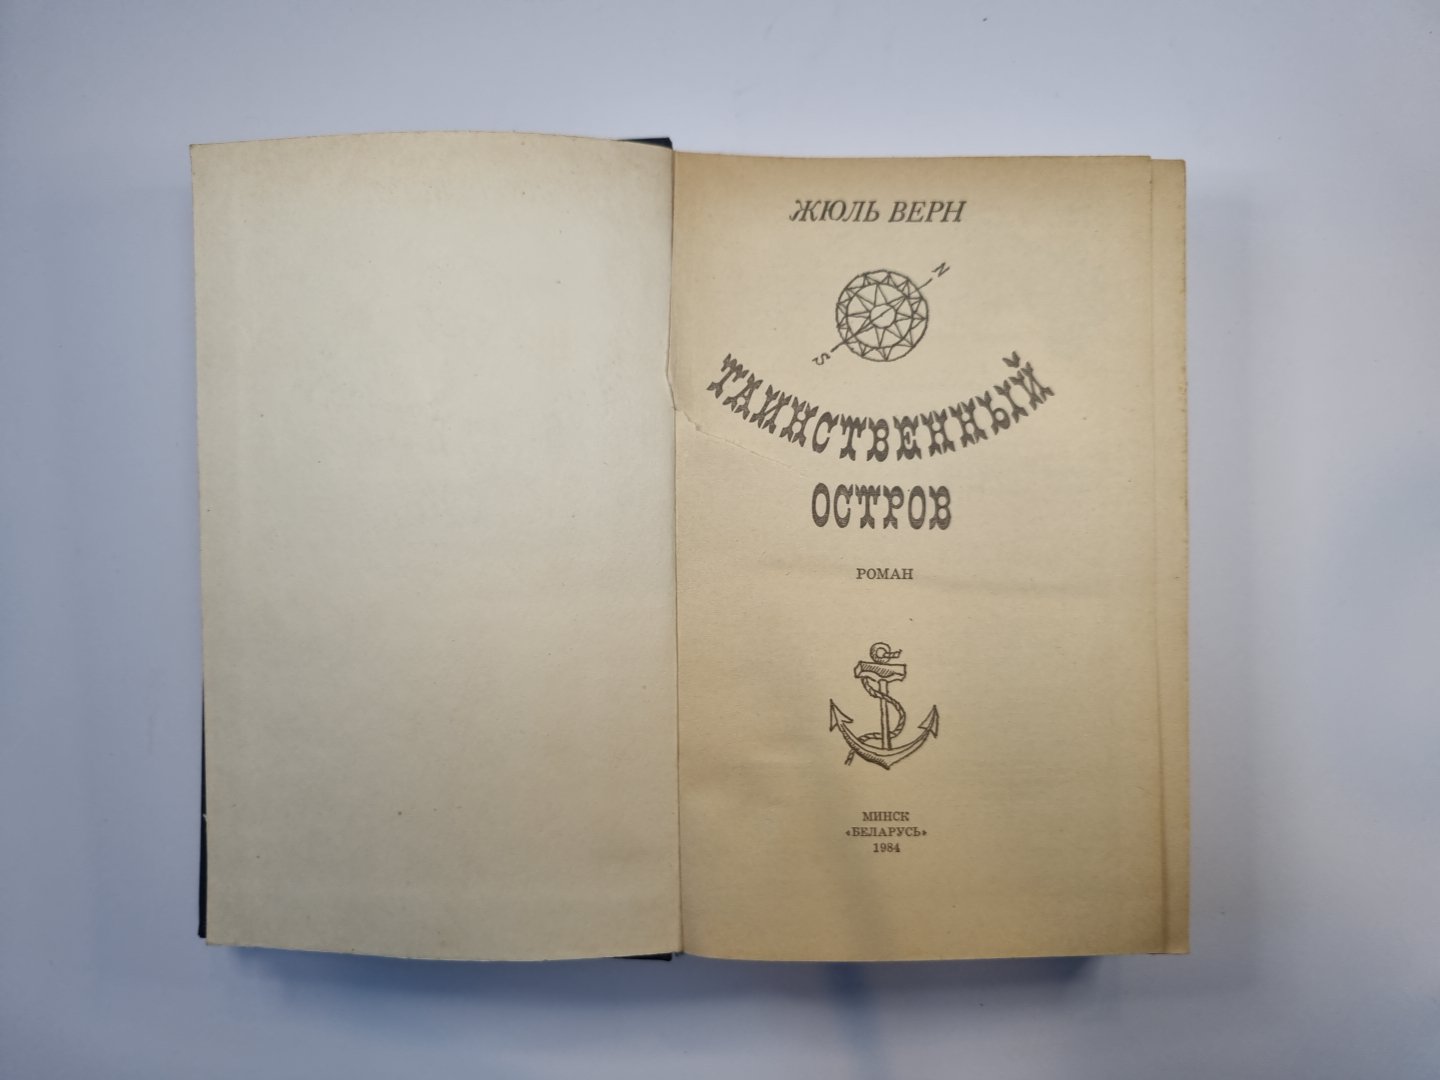 ЖЮЛЬ ВЕРН
N
S
ТАИНСТВЕННЫЙ
ОСТРОВ
РОМАН
МИНСК
«БЕЛАРУСЬ»
1984